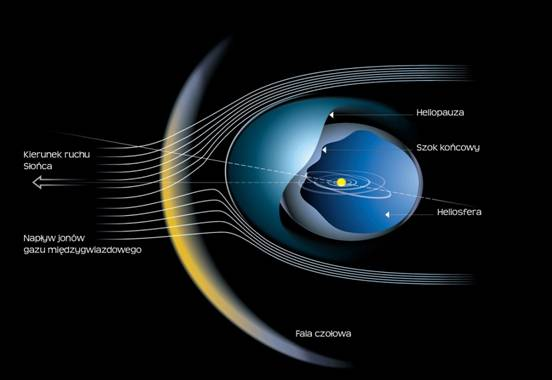 Heliopauza
Szok końcowy
Kierunek ruchu
Słońca
Heliosfera
Napływ jonów
gazu międzygwiazdowego
Fala czołowa